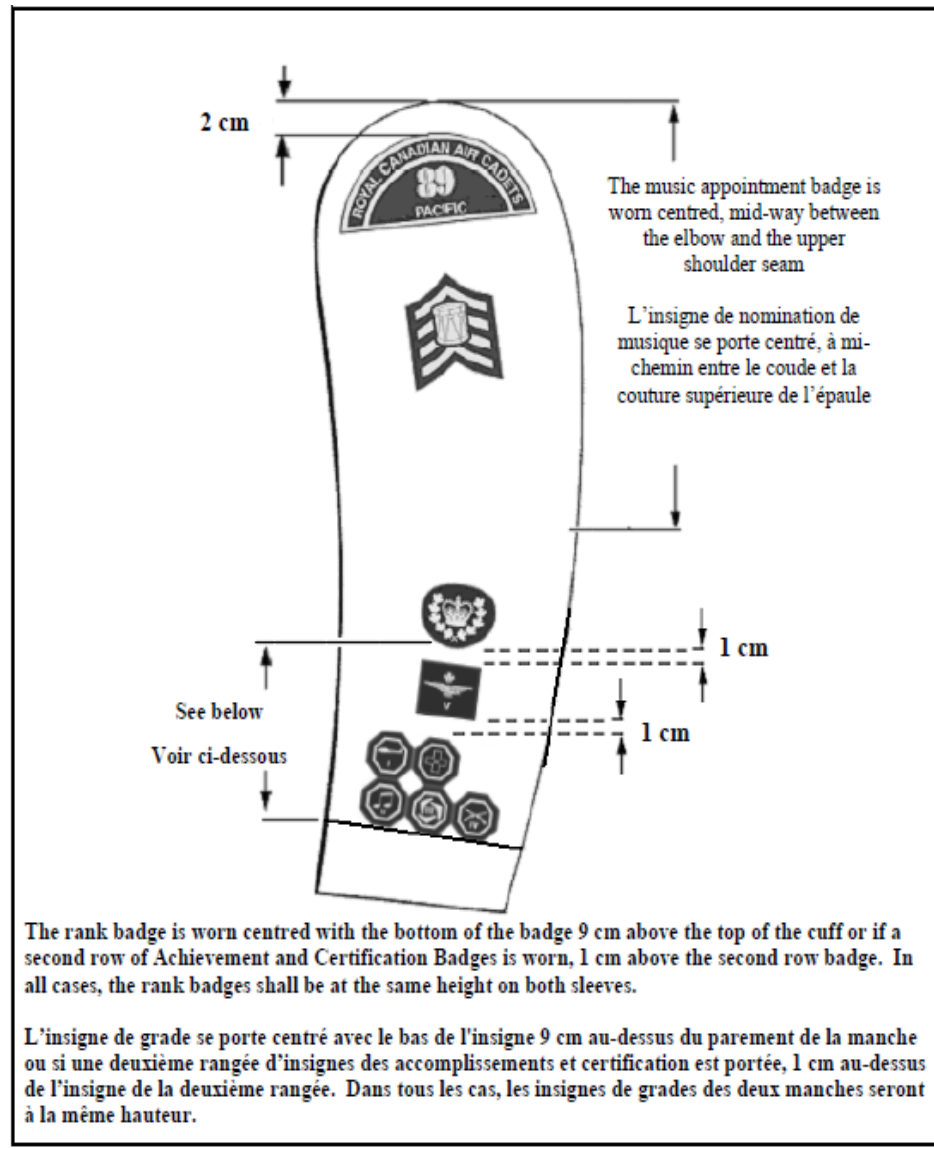 2 cm
ROYAL CANADIAN AIR CADETS
89
PACIFIC
The music appointment badge is
worn centred, mid-way between
the elbow and the upper
shoulder seam
L’insigne de nomination de
musique se porte centré, à mi-
chemin entre le coude et la
couture supérieure de l’épaule
1 cm
See below
Voir ci-dessous
1 cm
The rank badge is worn centred with the bottom of the badge 9 cm above the top of the cuff or if a
second row of Achievement and Certification Badges is worn, 1 cm above the second row badge. In
all cases, the rank badges shall be at the same height on both sleeves.
L’insigne de grade se porte centré avec le bas de l'insigne 9 cm au-dessus du parement de la manche
ou si une deuxième rangée d’insignes des accomplissements et certification est portée, 1 cm au-dessus
de l’insigne de la deuxième rangée. Dans tous les cas, les insignes de grades des deux manches seront
à la même hauteur.